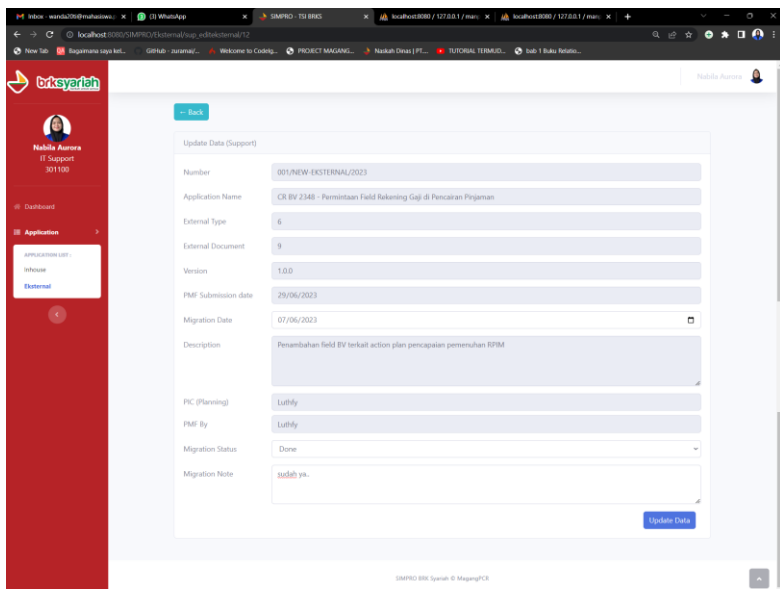 Inbox - wanda20ti@mahasiswa.p
(3) WhatsApp
SIMPRO - TSI BRKS
localhost:8080 / 127.0.0.1 / mari
localhost:8080 / 127.0.0.1 / mari
localhost:8080/SIMPRO/Eksternal/sup_editeksternal/12
New Tab
Bagaimana saya kel...
GitHub - zuramai/...
Welcome to CodeIg...
PROJECT MAGANG...
Naskah Dinas | PT....
TUTORIAL TERMUD...
bab 1 Buku Relatio...
brksyariah
Nabila Aurora
Nabila Aurora
IT Support
301100
Dashboard
Application
APPLICATION LIST :
Inhouse
Eksternal
← Back
Update Data (Support)
Number
001/NEW-EKSTERNAL/2023
Application Name
CR BV 2348 - Permintaan Field Rekening Gaji di Pencairan Pinjaman
External Type
6
External Document
9
Version
1.0.0
PMF Submission date
29/06/2023
Migration Date
07/06/2023
Description
Penambahan field BV terkait action plan pencapaian pemenuhan RPIM
PIC (Planning)
Luthfy
PMF By
Luthfy
Migration Status
Done
Migration Note
sudah ya..
Update Data
SIMPRO BRK Syariah © MagangPCR